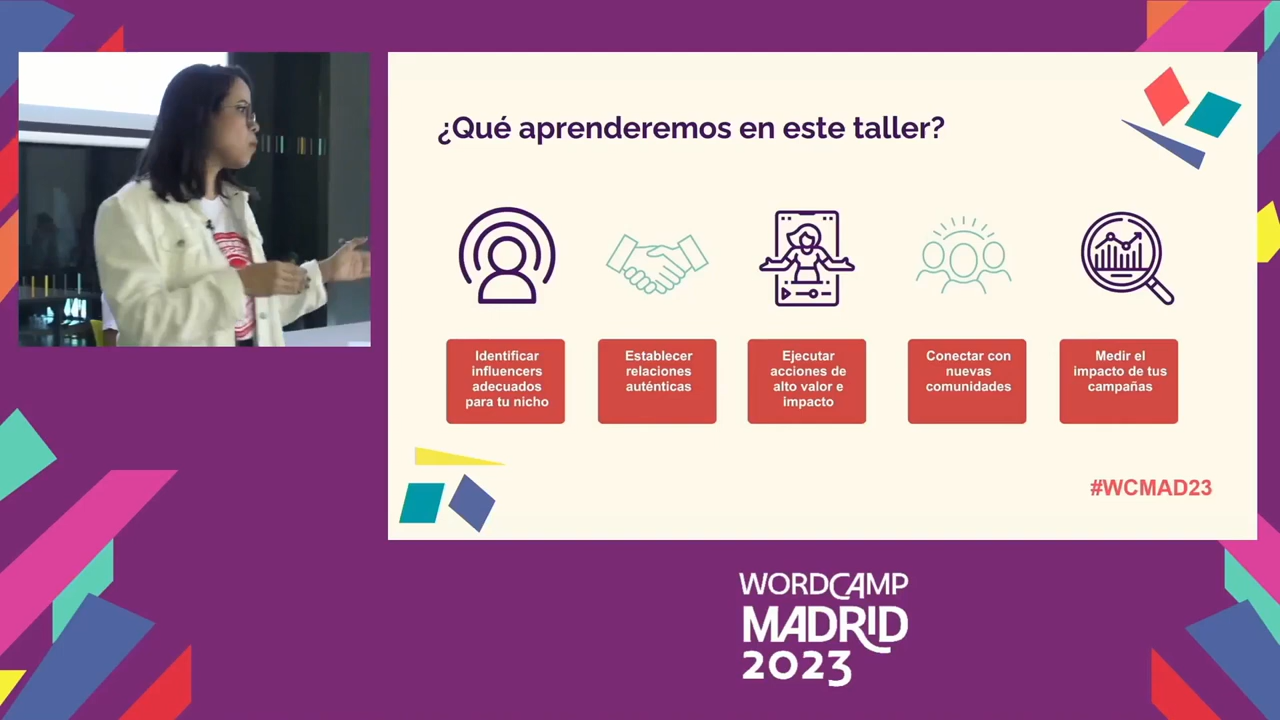 ¿Qué aprenderemos en este taller?
Identificar
influencers
adecuados
para tu nicho
Establecer
relaciones
auténticas
Ejecutar
acciones de
alto valor e
impacto
Conectar con
nuevas
comunidades
Medir el
impacto de tus
campañas
#WCMAD23
WORDCAMP
MADRID
2023